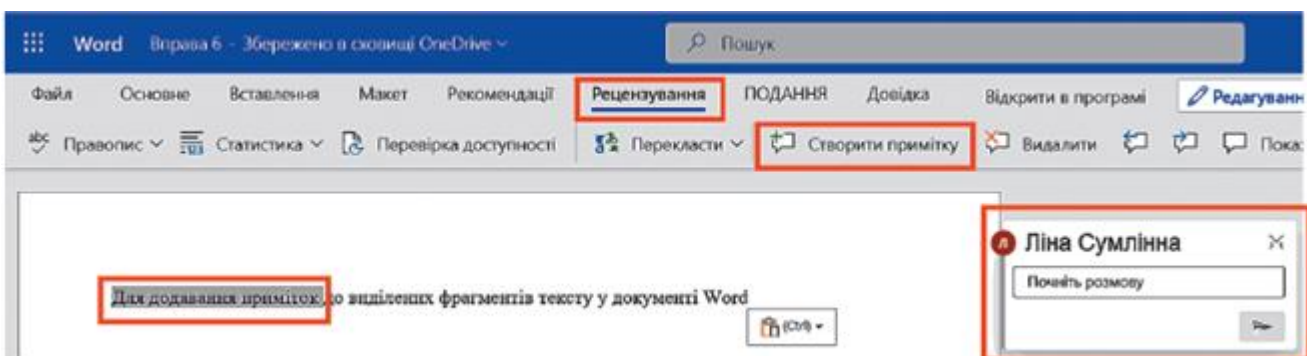 Word Вправа 6 - Збережено в сховищі OneDrive Пошук
Файл Основне Вставлення Макет Рекомендації Рецензування ПОДАННЯ Довідка Відкрити в програмі Редагуванн
abc Правопис 123 Статистика Перевірка доступності Перекласти Створити примітку Видалити Пока:
Л Ліна Сумлінна
Почніть розмову
Для додавання приміток до виділених фрагментів тексту у документі Word
(Ctrl)